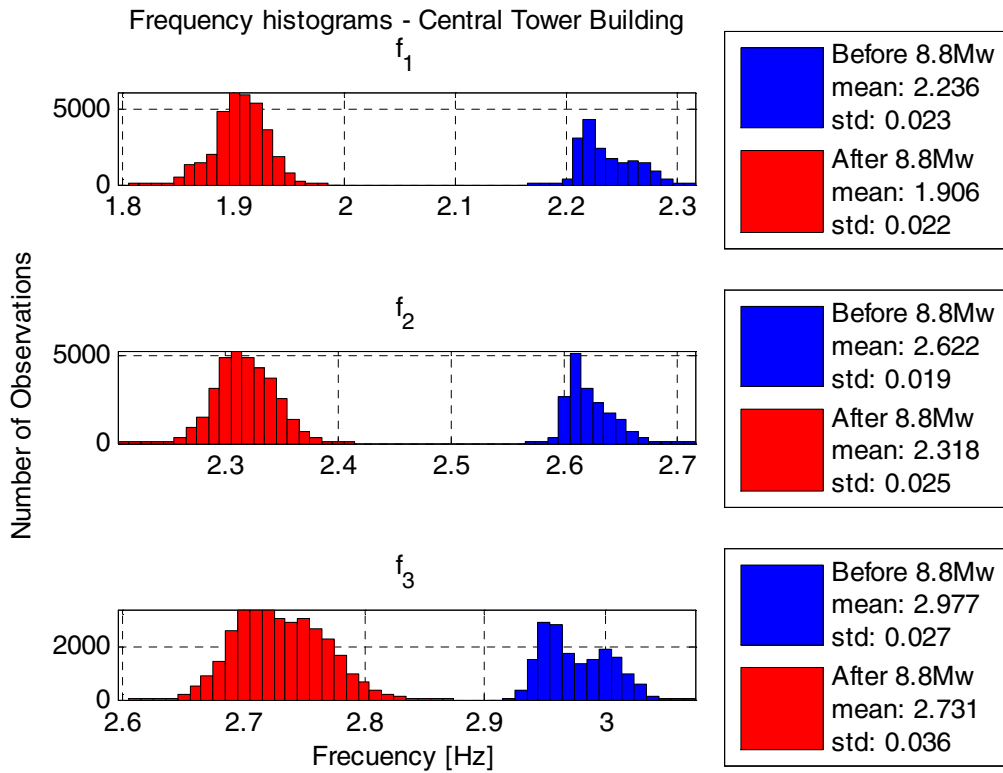 Frequency histograms - Central Tower Building
f1
5000
0
1.8 1.9 2 2.1 2.2 2.3
Before 8.8Mw
mean: 2.236
std: 0.023
After 8.8Mw
mean: 1.906
std: 0.022
Number of Observations
f2
5000
0
2.3 2.4 2.5 2.6 2.7
Before 8.8Mw
mean: 2.622
std: 0.019
After 8.8Mw
mean: 2.318
std: 0.025
f3
2000
0
2.6 2.7 2.8 2.9 3
Frecuency [Hz]
Before 8.8Mw
mean: 2.977
std: 0.027
After 8.8Mw
mean: 2.731
std: 0.036